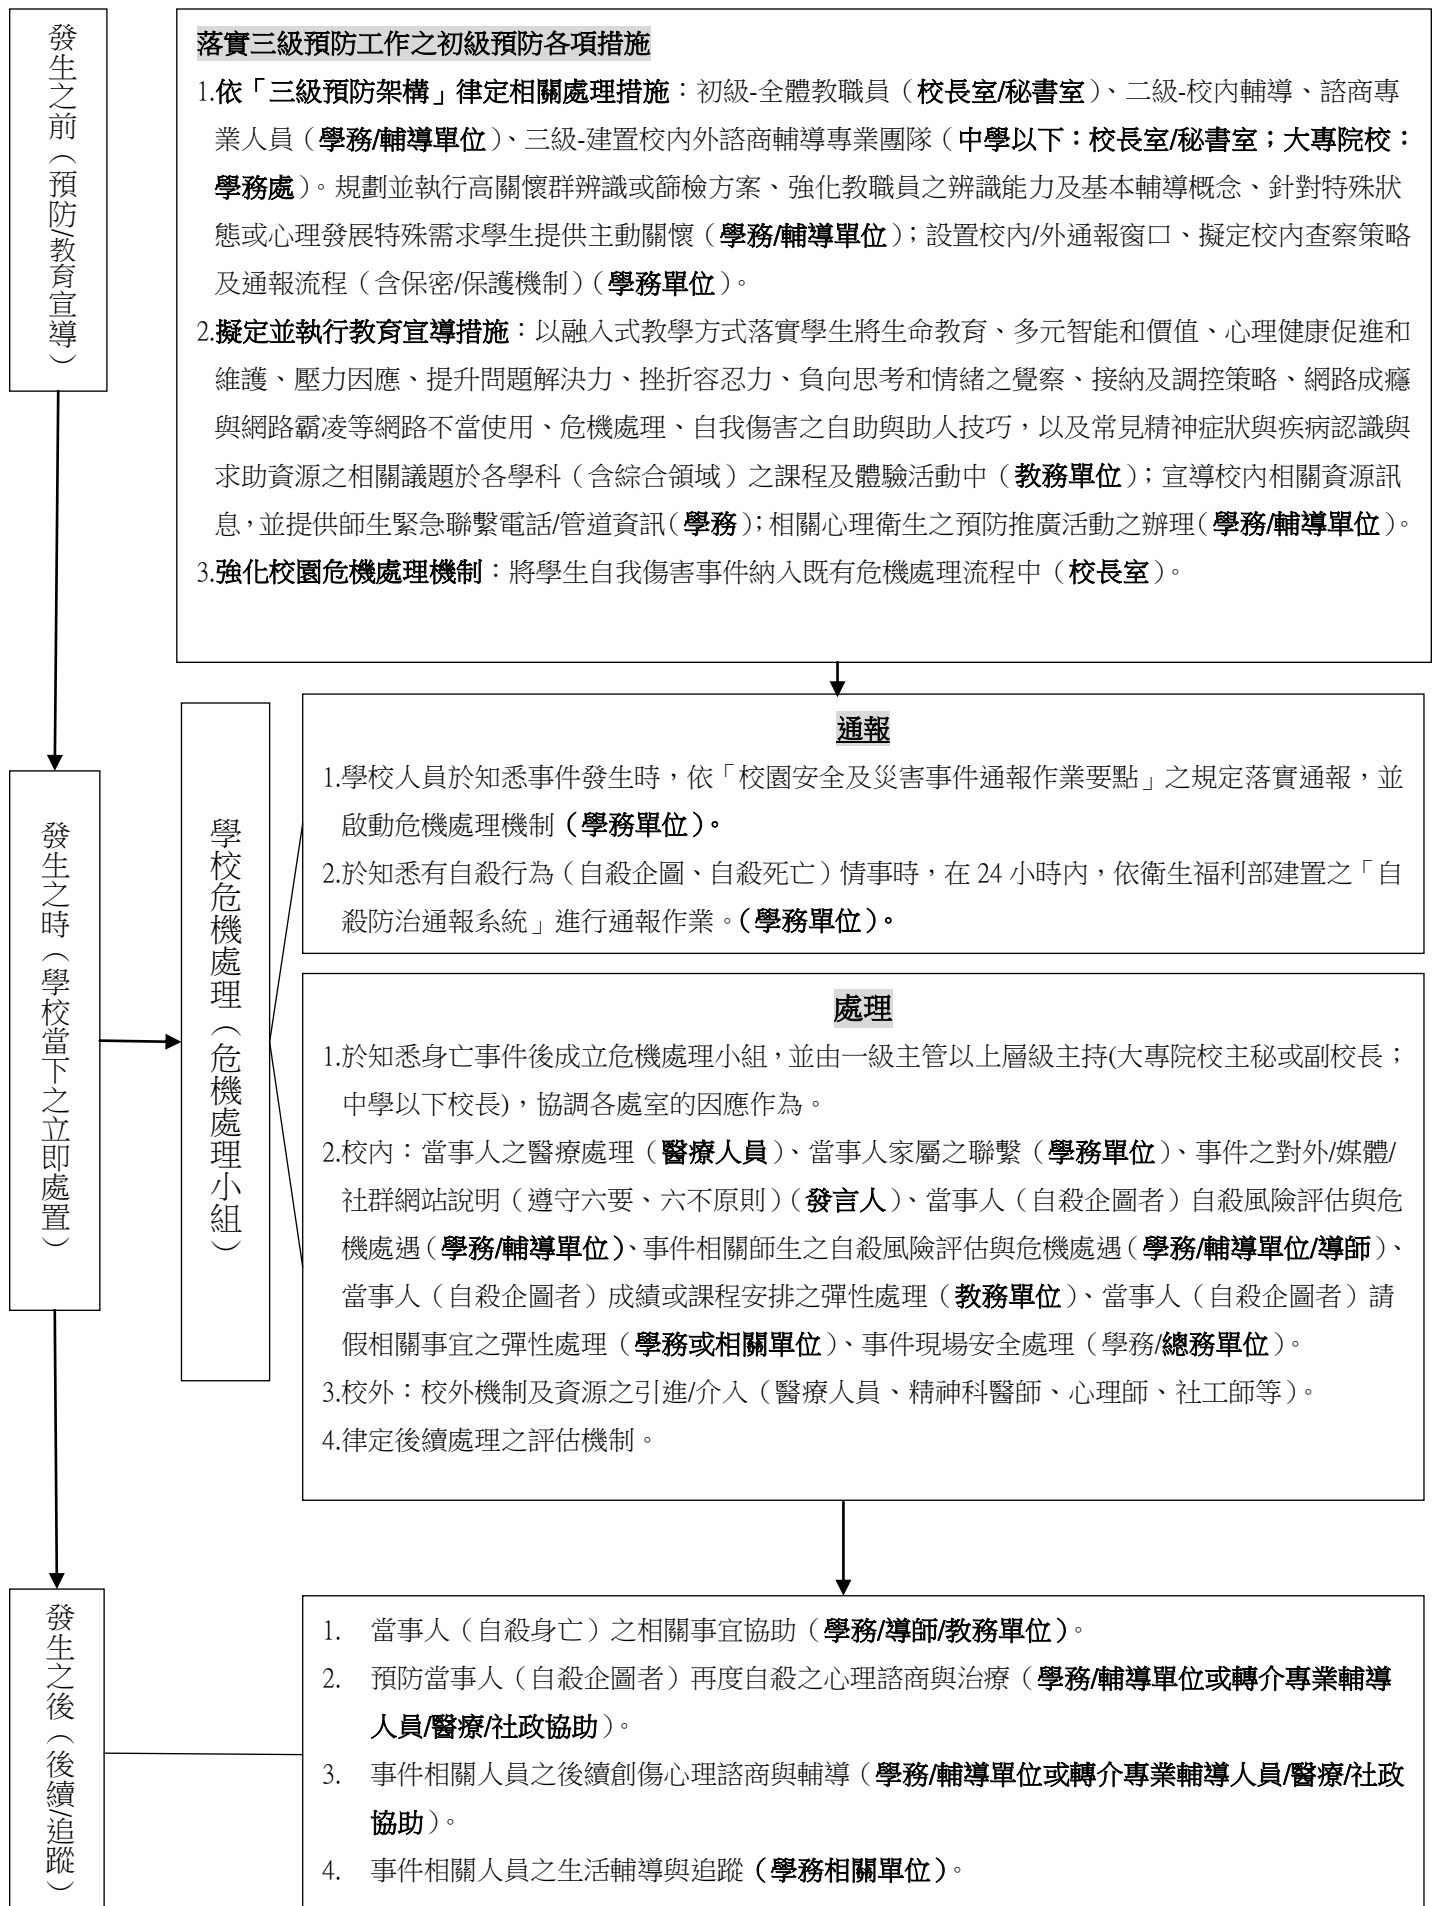 發生之前（預防/教育宣導）
落實三級預防工作之初級預防各項措施
1.依「三級預防架構」律定相關處理措施：初級-全體教職員（校長室/秘書室）、二級-校內輔導、諮商專
業人員（學務/輔導單位）、三級-建置校內外諮商輔導專業團隊（中學以下：校長室/秘書室；大專院校：
學務處）。規劃並執行高關懷群辨識或篩檢方案、強化教職員之辨識能力及基本輔導概念、針對特殊狀
態或心理發展特殊需求學生提供主動關懷（學務/輔導單位）；設置校內/外通報窗口、擬定校內查察策略
及通報流程（含保密/保護機制）（學務單位）。
2.擬定並執行教育宣導措施：以融入式教學方式落實學生將生命教育、多元智能和價值、心理健康促進和
維護、壓力因應、提升問題解決力、挫折容忍力、負向思考和情緒之覺察、接納及調控策略、網路成癮
與網路霸凌等網路不當使用、危機處理、自我傷害之自助與助人技巧，以及常見精神症狀與疾病認識與
求助資源之相關議題於各學科（含綜合領域）之課程及體驗活動中（教務單位）；宣導校內相關資源訊
息，並提供師生緊急聯繫電話/管道資訊（學務）；相關心理衛生之預防推廣活動之辦理（學務/輔導單位）。
3.強化校園危機處理機制：將學生自我傷害事件納入既有危機處理流程中（校長室）。
發生之時（學校當下之立即處置）
學校危機處理（危機處理小組）
通報
1.學校人員於知悉事件發生時，依「校園安全及災害事件通報作業要點」之規定落實通報，並
啟動危機處理機制（學務單位）。
2.於知悉有自殺行為（自殺企圖、自殺死亡）情事時，在 24 小時內，依衛生福利部建置之「自
殺防治通報系統」進行通報作業。（學務單位）。
處理
1.於知悉身亡事件後成立危機處理小組，並由一級主管以上層級主持(大專院校主秘或副校長；
中學以下校長)，協調各處室的因應作為。
2.校內：當事人之醫療處理（醫療人員）、當事人家屬之聯繫（學務單位）、事件之對外/媒體/
社群網站說明（遵守六要、六不原則）（發言人）、當事人（自殺企圖者）自殺風險評估與危
機處遇（學務/輔導單位）、事件相關師生之自殺風險評估與危機處遇（學務/輔導單位/導師）、
當事人（自殺企圖者）成績或課程安排之彈性處理（教務單位）、當事人（自殺企圖者）請
假相關事宜之彈性處理（學務或相關單位）、事件現場安全處理（學務/總務單位）。
3.校外：校外機制及資源之引進/介入（醫療人員、精神科醫師、心理師、社工師等）。
4.律定後續處理之評估機制。
發生之後（後續/追蹤）
1. 當事人（自殺身亡）之相關事宜協助（學務/導師/教務單位）。
2. 預防當事人（自殺企圖者）再度自殺之心理諮商與治療（學務/輔導單位或轉介專業輔導
人員/醫療/社政協助）。
3. 事件相關人員之後續創傷心理諮商與輔導（學務/輔導單位或轉介專業輔導人員/醫療/社政
協助）。
4. 事件相關人員之生活輔導與追蹤（學務相關單位）。